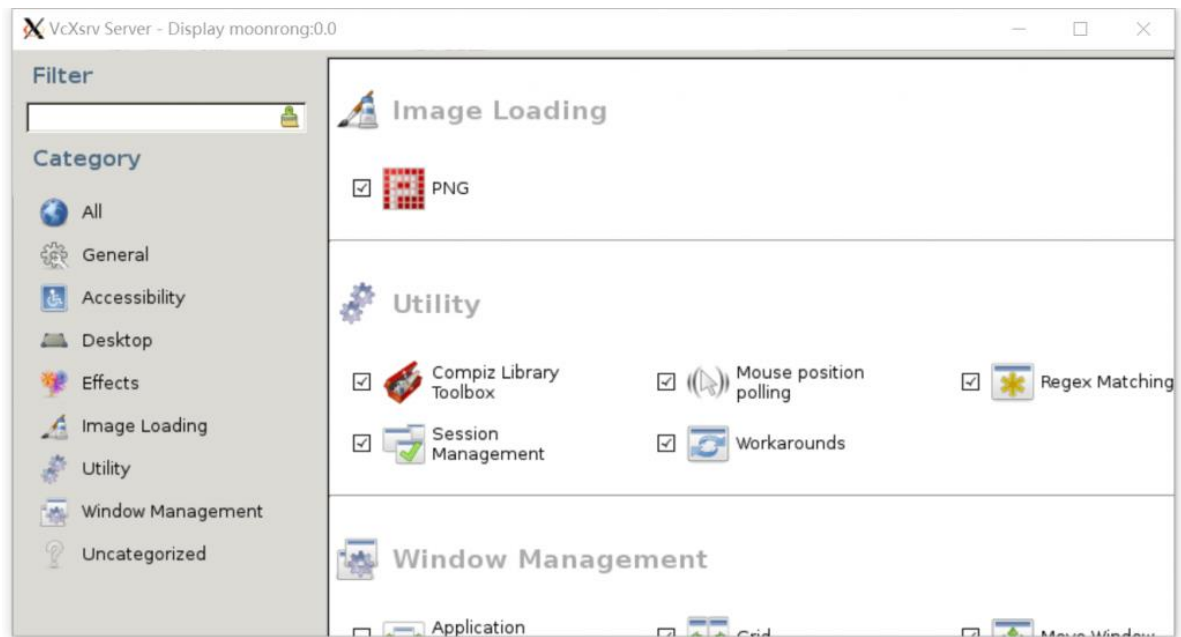 VcXsrv Server - Display moonrong:0.0
Filter
Category
All
General
Accessibility
Desktop
Effects
Image Loading
Utility
Window Management
Uncategorized
Image Loading
PNG
Utility
Compiz Library
Toolbox
Mouse position
polling
Regex Matching
Session
Management
Workarounds
Window Management
Application
Grid
Move Window